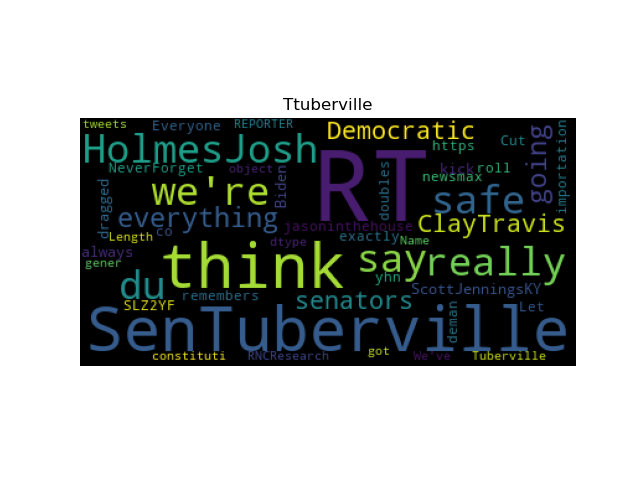 Ttuberville
tweets Everyone REPORTER Democratic https Cut going importation
HolmesJosh RT
NeverForget object Biden doubles kick roll
newsmax
dragged we're safe
everything co jasoninthehouse ClayTravis
Length dtype exactly Name
always think say really
gener yhn
du remembers senators ScottJenningsKY
SLZ2YF deman Let
SenTuberville
constituti RNCResearch got We've Tuberville